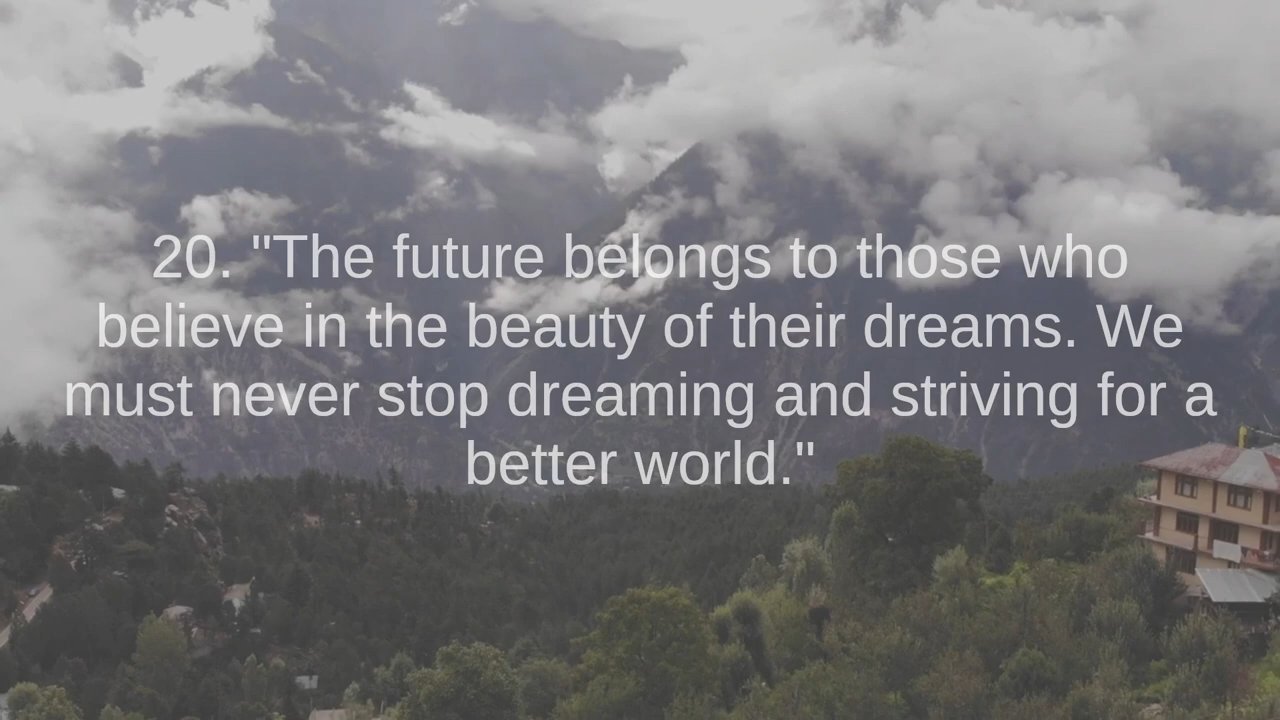 20. "The future belongs to those who
believe in the beauty of their dreams. We
must never stop dreaming and striving for a
better world."